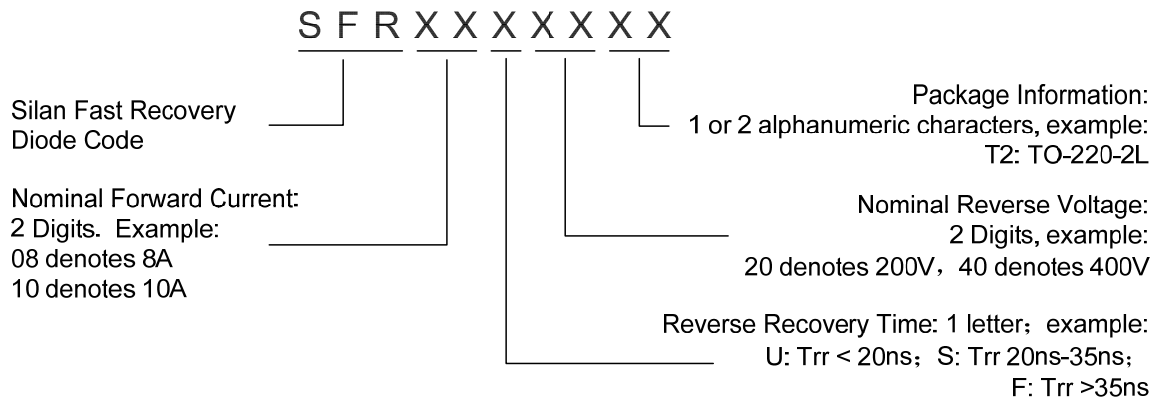 S F R X X X X X X X
Silan Fast Recovery
Diode Code
Nominal Forward Current:
2 Digits. Example:
08 denotes 8A
10 denotes 10A
Package Information:
1 or 2 alphanumeric characters, example:
T2: TO-220-2L
Nominal Reverse Voltage:
2 Digits, example:
20 denotes 200V，40 denotes 400V
Reverse Recovery Time: 1 letter；example:
U: Trr < 20ns；S: Trr 20ns-35ns；
F: Trr >35ns